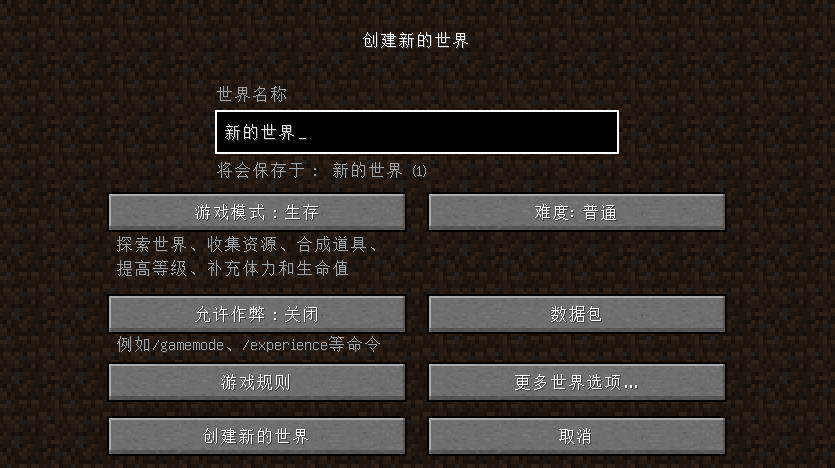 创建新的世界
世界名称
新的世界_
将会保存于： 新的世界 (1)
游戏模式：生存
难度: 普通
探索世界、收集资源、合成道具、
提高等级、补充体力和生命值
允许作弊：关闭
数据包
例如/gamemode、/experience等命令
游戏规则
更多世界选项...
创建新的世界
取消